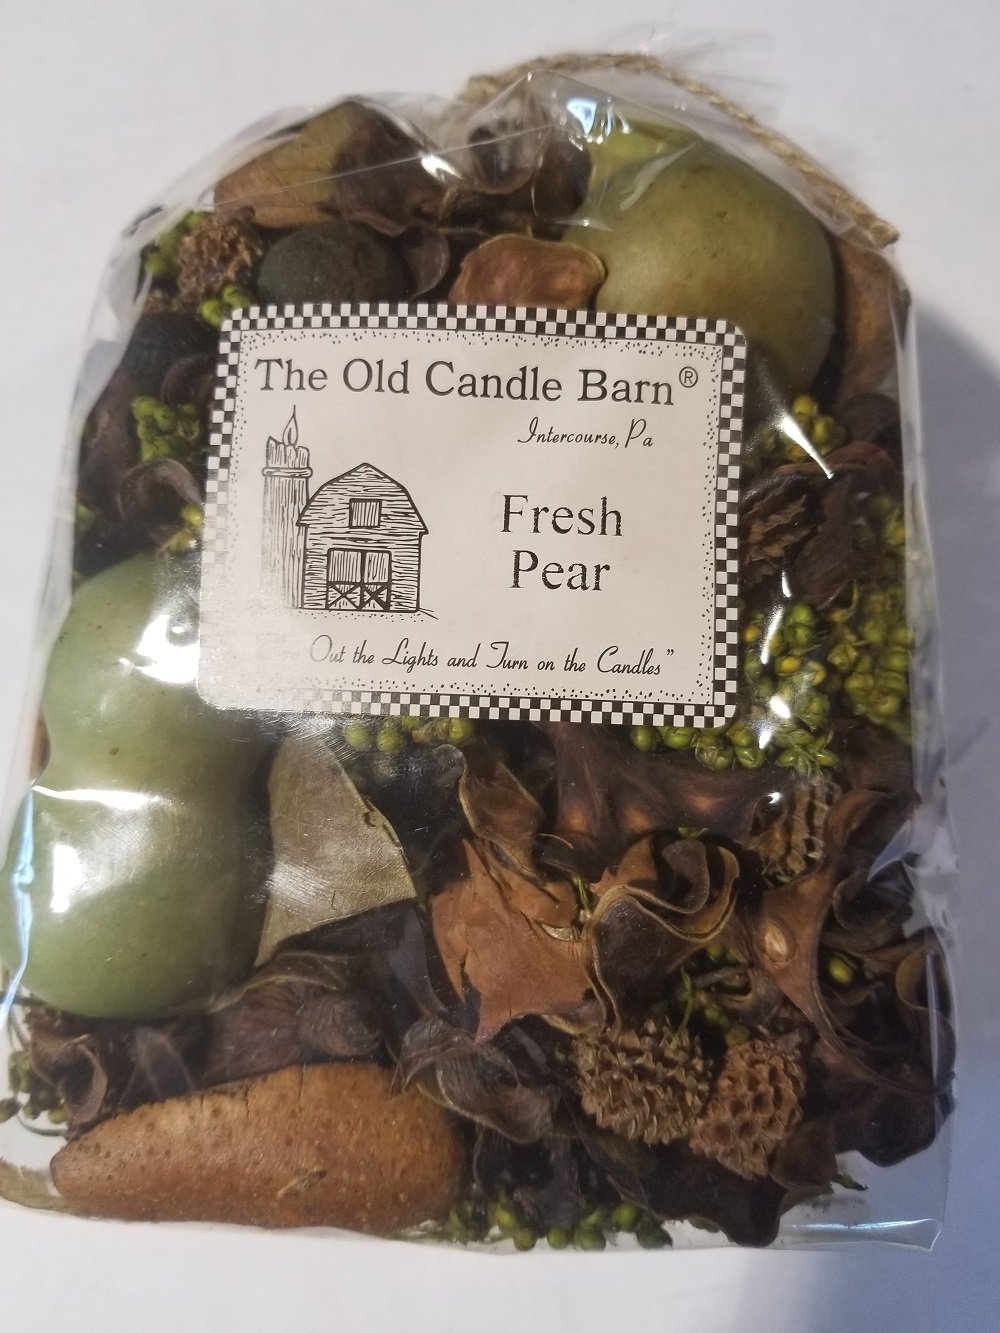 The Old Candle Barn®
Intercourse, Pa
Fresh
Pear
Out the Lights and Turn on the Candles"